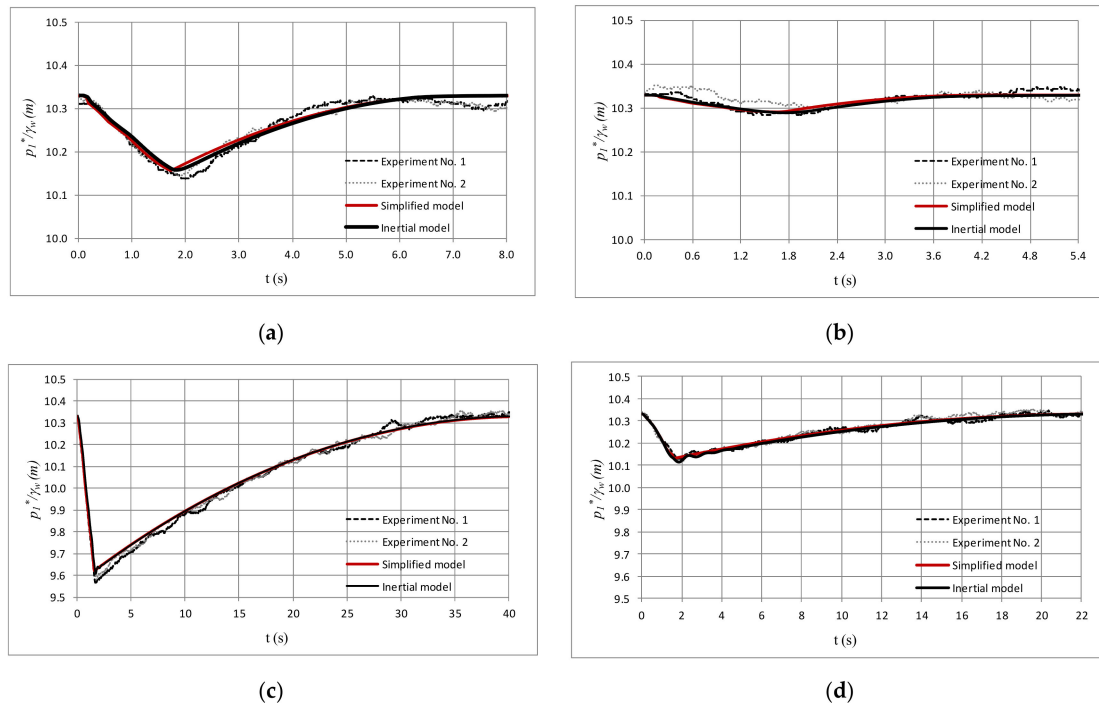 10.5
10.4
10.3
10.2
10.1
10.0
p₁*/γw (m)
0.0 1.0 2.0 3.0 4.0 5.0 6.0 7.0 8.0
t (s)
Experiment No. 1
Experiment No. 2
Simplified model
Inertial model
(a)
10.5
10.4
10.3
10.2
10.1
10.0
p₁*/γw (m)
0.0 0.6 1.2 1.8 2.4 3.0 3.6 4.2 4.8 5.4
t (s)
Experiment No. 1
Experiment No. 2
Simplified model
Inertial model
(b)
10.5
10.4
10.3
10.2
10.1
10.0
9.9
9.8
9.7
9.6
9.5
p₁*/γw (m)
0 5 10 15 20 25 30 35 40
t (s)
Experiment No. 1
Experiment No. 2
Simplified model
Inertial model
(c)
10.5
10.4
10.3
10.2
10.1
10.0
9.9
9.8
9.7
9.6
9.5
p₁*/γw (m)
0 2 4 6 8 10 12 14 16 18 20 22
t (s)
Experiment No. 1
Experiment No. 2
Simplified model
Inertial model
(d)